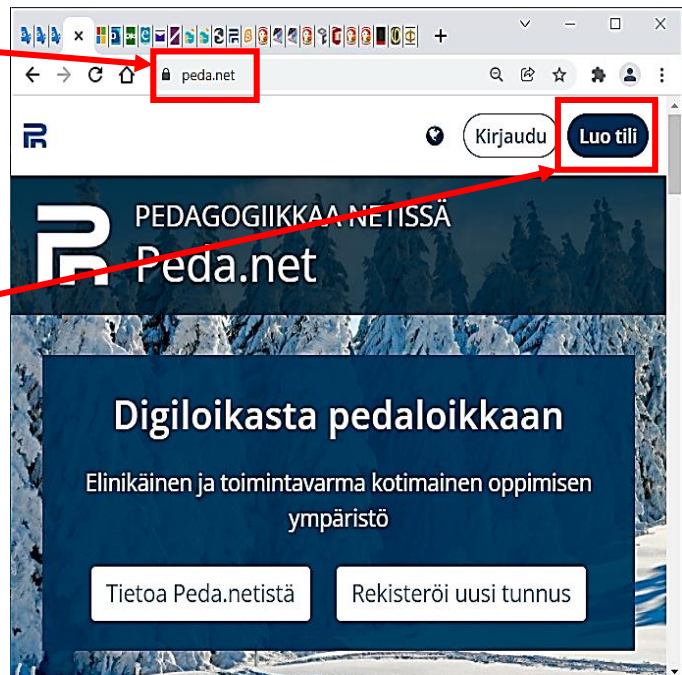 peda.net
Kirjaudu
Luo tili
PEDAGOGIIKKAA NETISSÄ
Peda.net
Digiloikasta pedaloikkaan
Elinikäinen ja toimintavarma kotimainen oppimisen
ympäristö
Tietoa Peda.netistä
Rekisteröi uusi tunnus